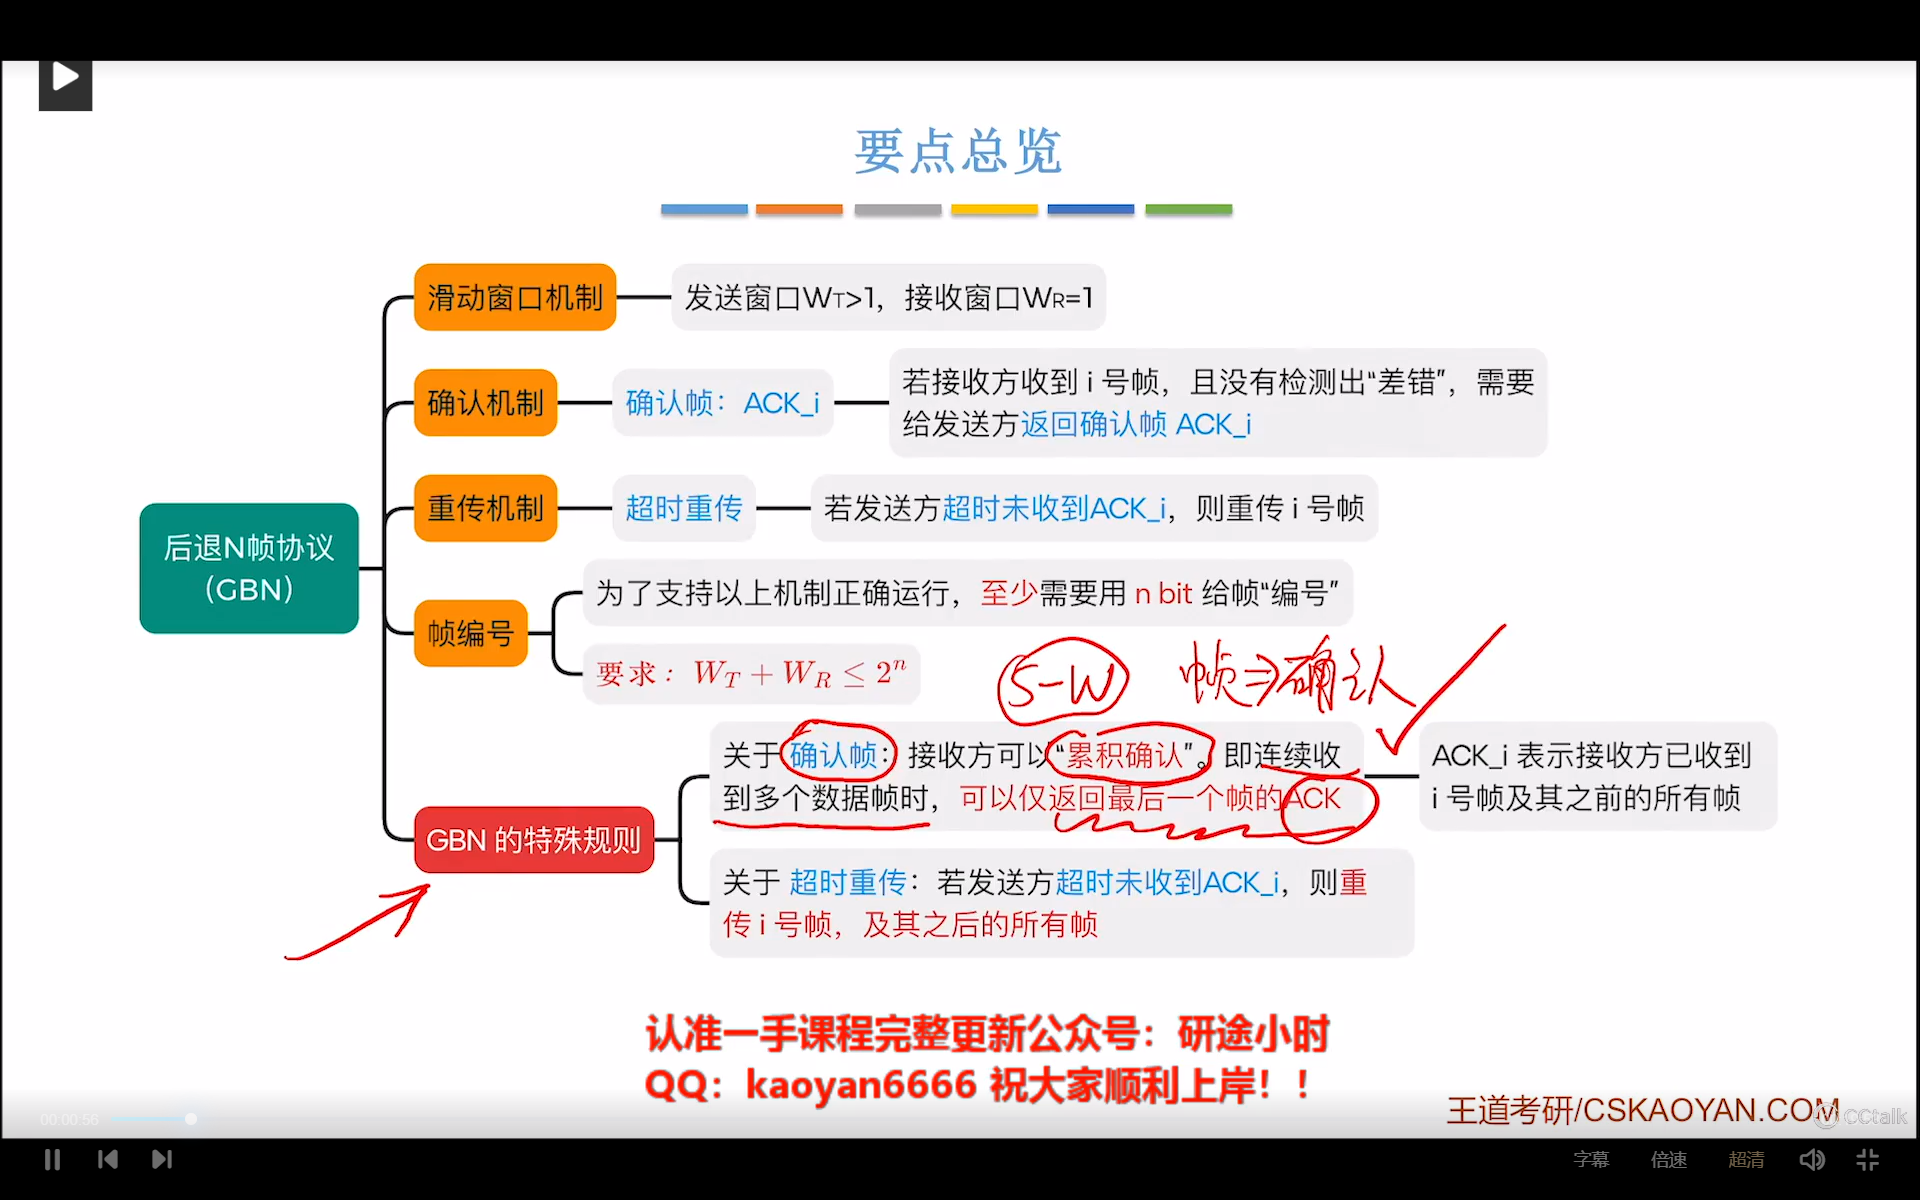 要点总览
滑动窗口机制
发送窗口WT>1，接收窗口WR=1
确认机制
确认帧：ACK_i
若接收方收到 i 号帧，且没有检测出“差错”，需要
给发送方返回确认帧 ACK_i
重传机制
超时重传
若发送方超时未收到ACK_i，则重传 i 号帧
后退N帧协议
（GBN）
帧编号
为了支持以上机制正确运行，至少需要用 n bit 给帧“编号”
要求：W_T + W_R ≤ 2^n
S-W
帧⇒确认
GBN 的特殊规则
关于 确认帧：接收方可以“累积确认”。即连续收
到多个数据帧时，可以仅返回最后一个帧的ACK
ACK_i 表示接收方已收到
i 号帧及其之前的所有帧
关于 超时重传：若发送方超时未收到ACK_i，则重
传 i 号帧，及其之后的所有帧
认准一手课程完整更新公众号：研途小时
QQ：kaoyan6666 祝大家顺利上岸！！
王道考研/CSKAOYAN.COM
CCtalk
00:00:56
字幕
倍速
超清